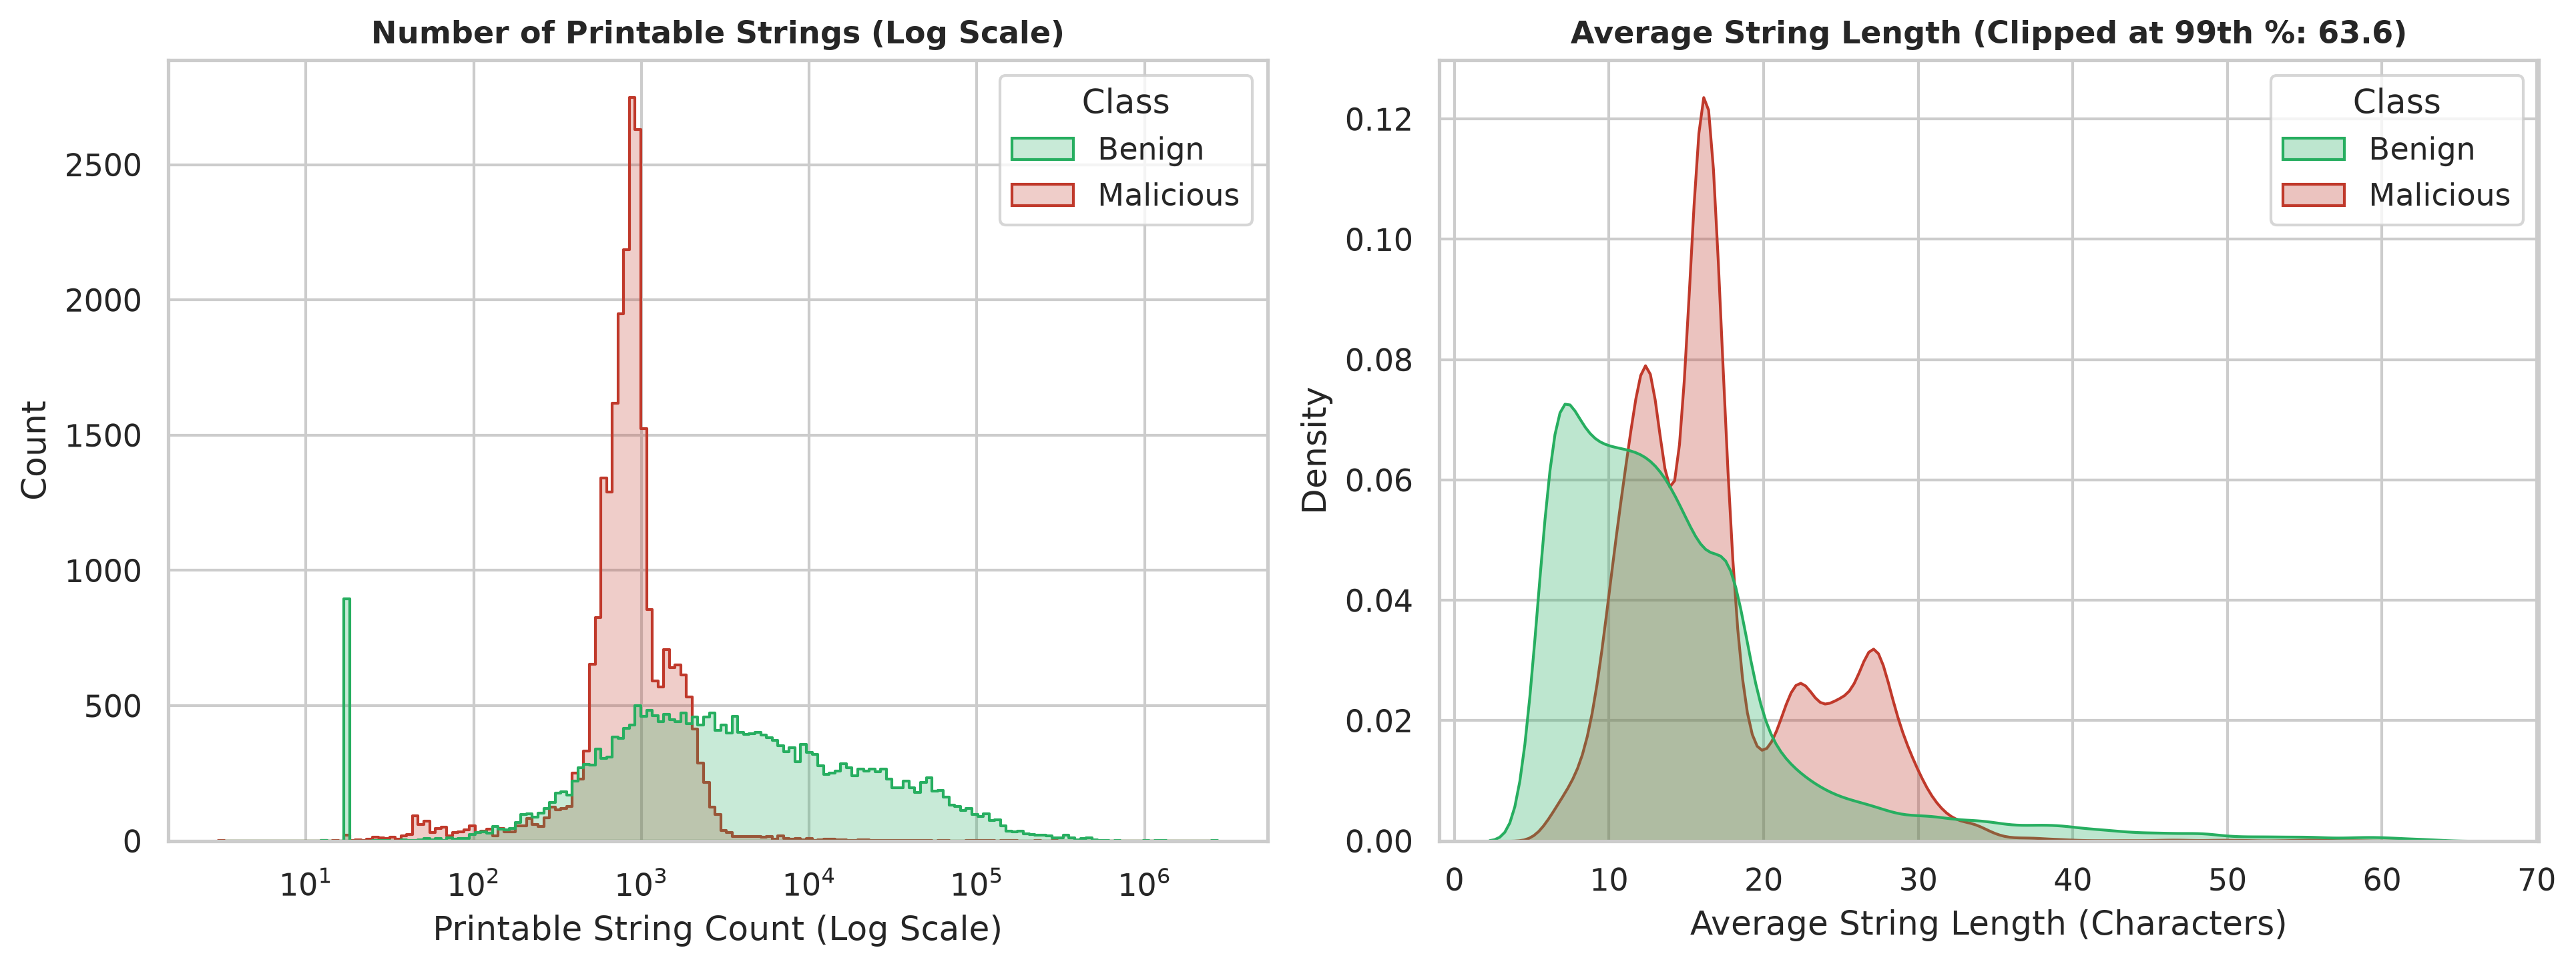 Number of Printable Strings (Log Scale)
Class
Benign
Malicious
2500
2000
1500
1000
500
0
Count
10¹ 10² 10³ 10⁴ 10⁵ 10⁶
Printable String Count (Log Scale)
Average String Length (Clipped at 99th %: 63.6)
Class
Benign
Malicious
0.12
0.10
0.08
0.06
0.04
0.02
0.00
Density
0 10 20 30 40 50 60 70
Average String Length (Characters)